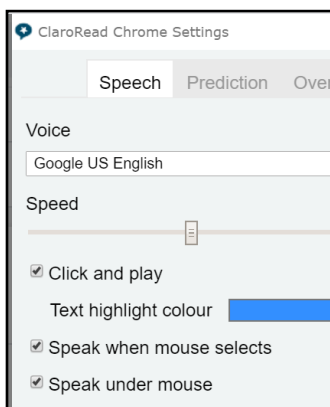 ClaroRead Chrome Settings
Speech Prediction
Voice
Google US English
Speed
Click and play
Text highlight colour
Speak when mouse selects
Speak under mouse